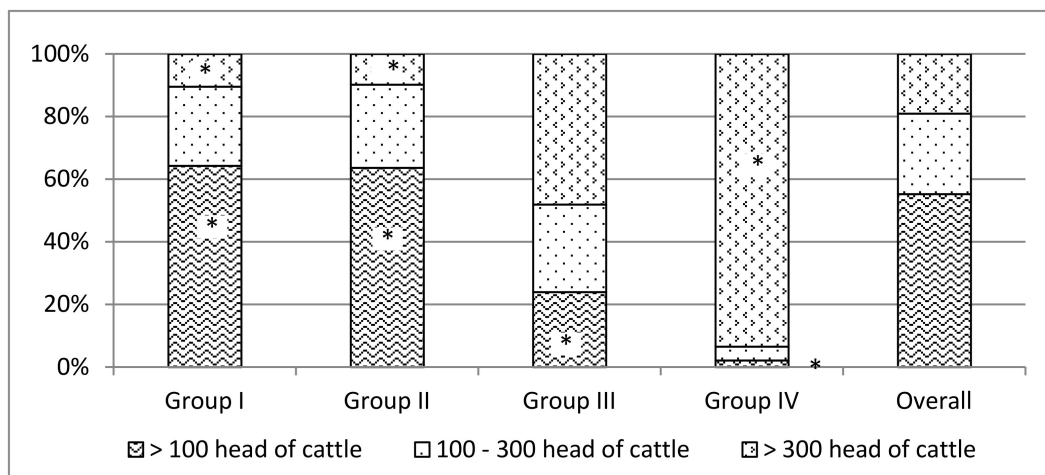 100%
80%
60%
40%
20%
0%
* * * * * * *
Group I Group II Group III Group IV Overall
> 100 head of cattle 100 - 300 head of cattle > 300 head of cattle